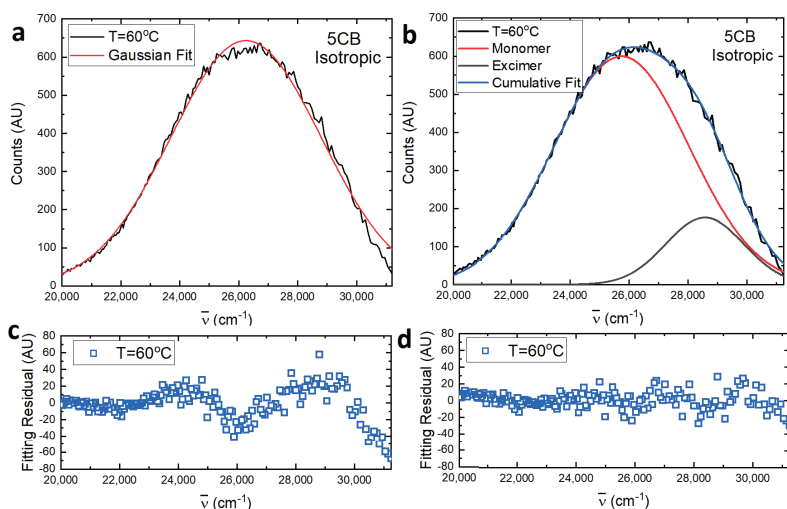 a
T=60°C
Gaussian Fit
5CB
Isotropic
Counts (AU)
700
600
500
400
300
200
100
0
20,000 22,000 24,000 26,000 28,000 30,000
ν̅ (cm⁻¹)
b
T=60°C
Monomer
Excimer
Cumulative Fit
5CB
Isotropic
Counts (AU)
700
600
500
400
300
200
100
0
20,000 22,000 24,000 26,000 28,000 30,000
ν̅ (cm⁻¹)
c
T=60°C
Fitting Residual (AU)
80
60
40
20
0
-20
-40
-60
-80
20,000 22,000 24,000 26,000 28,000 30,000
ν̅ (cm⁻¹)
d
T=60°C
Fitting Residual (AU)
80
60
40
20
0
-20
-40
-60
-80
20,000 22,000 24,000 26,000 28,000 30,000
ν̅ (cm⁻¹)